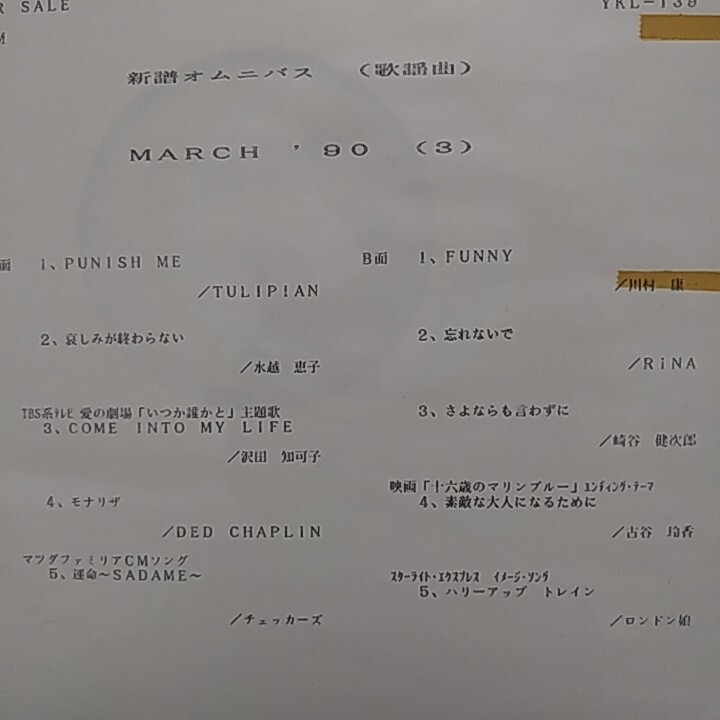 R SALE
YKL-139
M
新譜オムニバス (歌謡曲)
MARCH '90 (3)
面 1、PUNISH ME
/TULIPIAN
2、哀しみが終わらない
/水越 恵子
TBS系テレビ 愛の劇場「いつか誰かと」主題歌
3、COME INTO MY LIFE
/沢田 知可子
4、モナリザ
/DED CHAPLIN
マツダファミリアCMソング
5、運命~SADAME~
/チェッカーズ
B面 1、FUNNY
/川村 康
2、忘れないで
/RiNA
3、さよならも言わずに
/崎谷 健次郎
映画「十六歳のマリンブルー」エンディング・テーマ
4、素敵な大人になるために
/古谷 玲香
スターライト・エクスプレス イメージ・ソング
5、ハリーアップ トレイン
/ロンドン娘